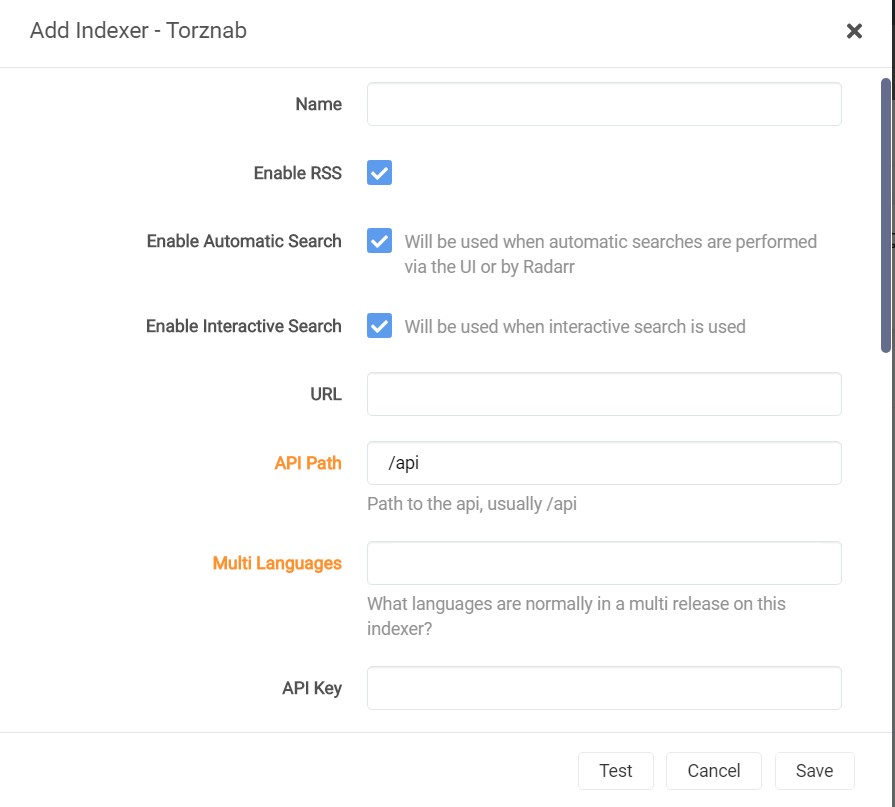 Add Indexer - Torznab
Name
Enable RSS
Enable Automatic Search
Will be used when automatic searches are performed
via the UI or by Radarr
Enable Interactive Search
Will be used when interactive search is used
URL
API Path
/api
Path to the api, usually /api
Multi Languages
What languages are normally in a multi release on this
indexer?
API Key
Test
Cancel
Save